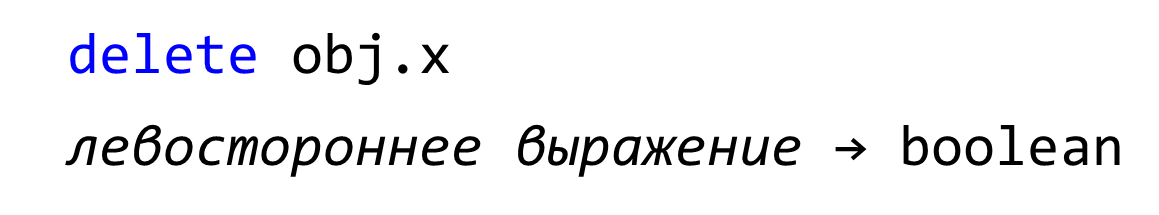 delete obj.x
левостороннее выражение → boolean